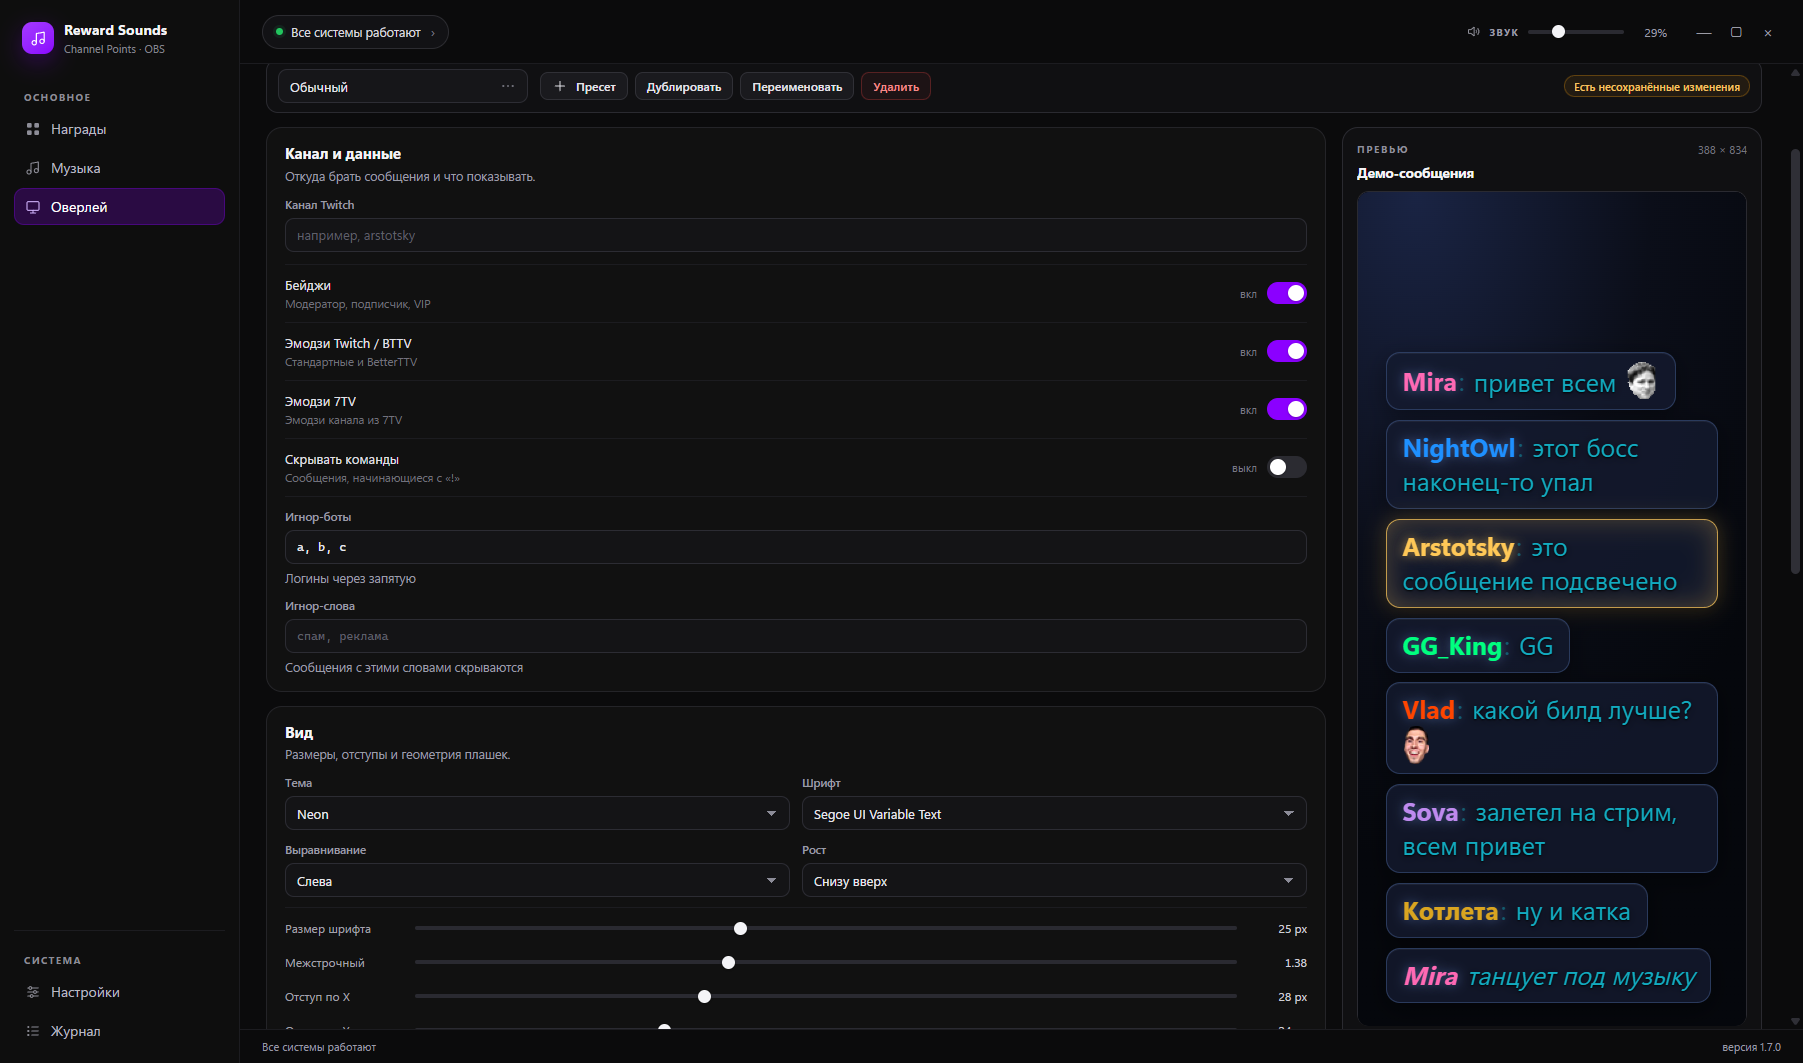 Reward Sounds
Channel Points · OBS
ОСНОВНОЕ
Награды
Музыка
Оверлей
СИСТЕМА
Настройки
Журнал
Все системы работают ›
ЗВУК
29%
Обычный
+ Пресет
Дублировать
Переименовать
Удалить
Есть несохранённые изменения
Канал и данные
Откуда брать сообщения и что показывать.
Канал Twitch
например, arstotsky
Бейджи
Модератор, подписчик, VIP
вкл
Эмодзи Twitch / BTTV
Стандартные и BetterTTV
вкл
Эмодзи 7TV
Эмодзи канала из 7TV
вкл
Скрывать команды
Сообщения, начинающиеся с «!»
выкл
Игнор-боты
a, b, c
Логины через запятую
Игнор-слова
спам, реклама
Сообщения с этими словами скрываются
Вид
Размеры, отступы и геометрия плашек.
Тема
Шрифт
Neon
Segoe UI Variable Text
Выравнивание
Рост
Слева
Снизу вверх
Размер шрифта
25 px
Межстрочный
1.38
Отступ по X
28 px
ПРЕВЬЮ
388 × 834
Демо-сообщения
Mira: привет всем
NightOwl: этот босс
наконец-то упал
Arstotsky: это
сообщение подсвечено
GG_King: GG
Vlad: какой билд лучше?
Sova: залетел на стрим,
всем привет
Котлета: ну и катка
Mira танцует под музыку
Все системы работают
версия 1.7.0